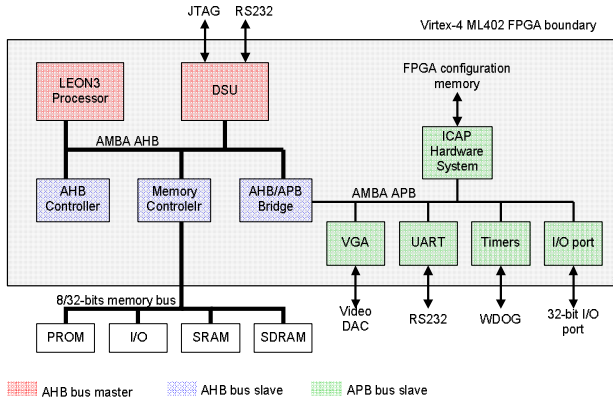 JTAG RS232
Virtex-4 ML402 FPGA boundary
LEON3
Processor
DSU
FPGA configuration
memory
ICAP
Hardware
System
AMBA AHB
AHB
Controller
Memory
Controlelr
AHB/APB
Bridge
AMBA APB
VGA
UART
Timers
I/O port
8/32-bits memory bus
Video
DAC
RS232
WDOG
32-bit I/O
port
PROM
I/O
SRAM
SDRAM
AHB bus master
AHB bus slave
APB bus slave